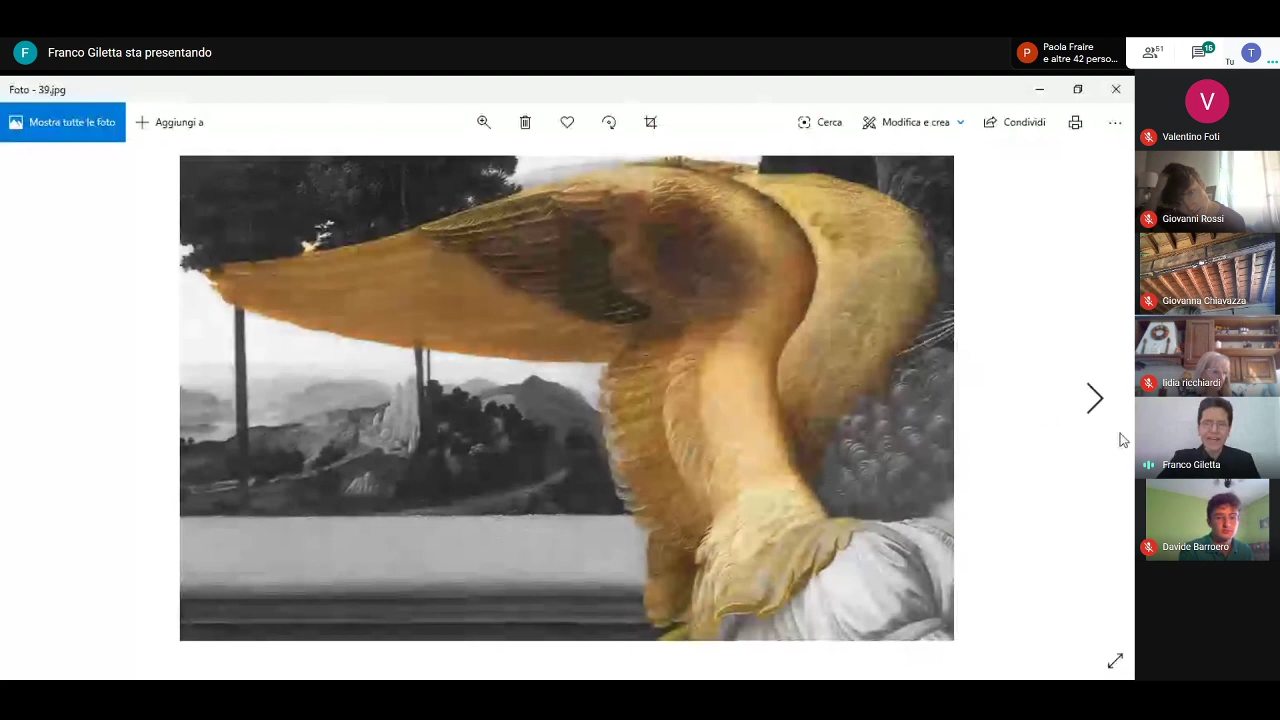 F Franco Giletta sta presentando
P Paola Fraire
e altre 42 perso...
51
15
Tu
T
Foto - 39.jpg
Mostra tutte le foto
Aggiungi a
Cerca
Modifica e crea
Condividi
V
Valentino Foti
Giovanni Rossi
Giovanna Chiavazza
lidia ricchiardi
Franco Giletta
Davide Barroero